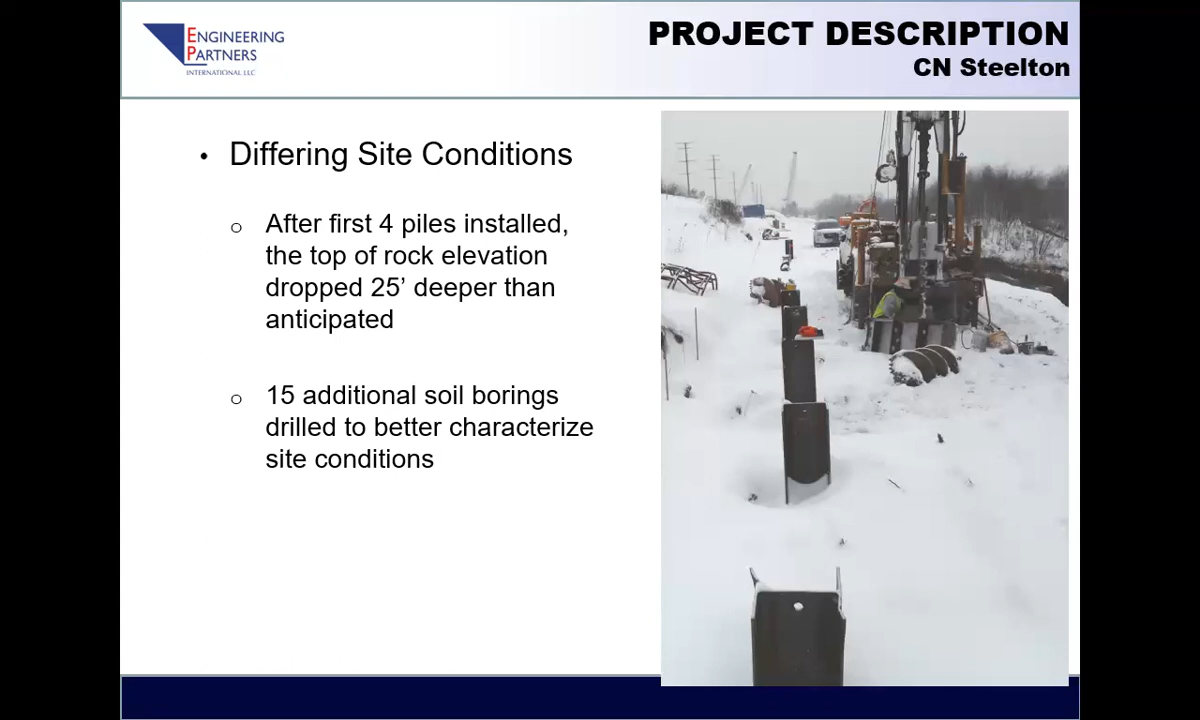 ENGINEERING
PARTNERS
INTERNATIONAL LLC
PROJECT DESCRIPTION
CN Steelton
• Differing Site Conditions
o After first 4 piles installed,
the top of rock elevation
dropped 25’ deeper than
anticipated
o 15 additional soil borings
drilled to better characterize
site conditions